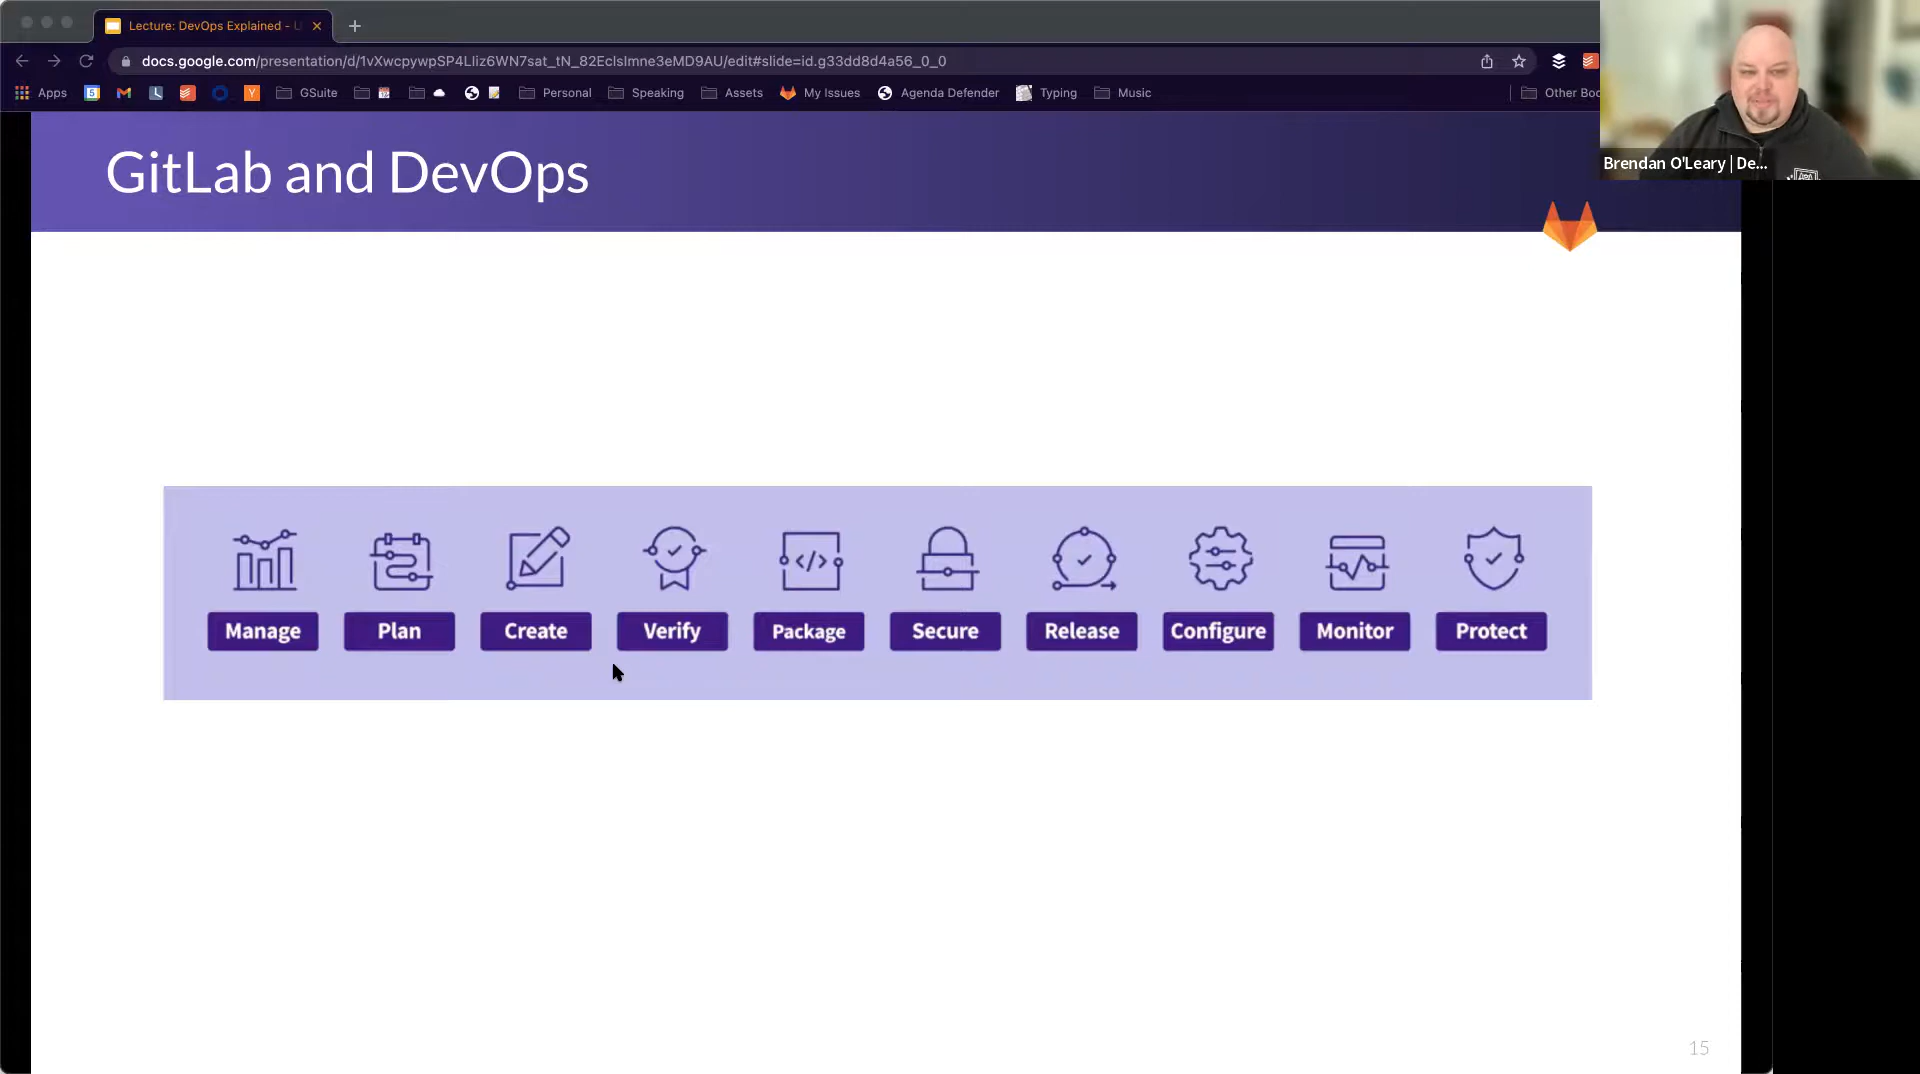 Lecture: DevOps Explained -
docs.google.com/presentation/d/1vXwcpywpSP4LIiz6WN7sat_tN_82EclsImne3eMD9AU/edit#slide=id.g33dd8d4a56_0_0
Apps 5 Y GSuite Personal Speaking Assets My Issues Agenda Defender Typing Music Other Boo
Brendan O'Leary | De...
GitLab and DevOps
Manage Plan Create Verify Package Secure Release Configure Monitor Protect
15